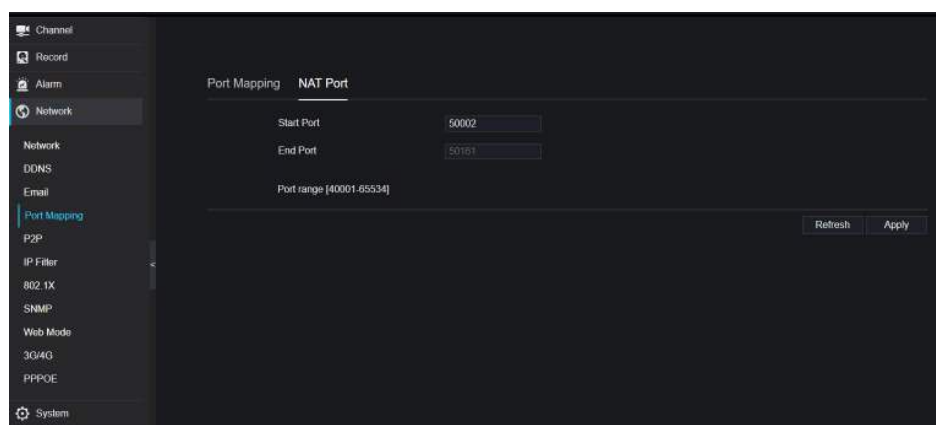 Channel
Record
Alarm
Network
Network
DDNS
Email
Port Mapping
P2P
IP Filter
802.1X
SNMP
Web Mode
3G/4G
PPPOE
System
Port Mapping NAT Port
Start Port 50002
End Port 50161
Port range [40001-65534]
Refresh Apply